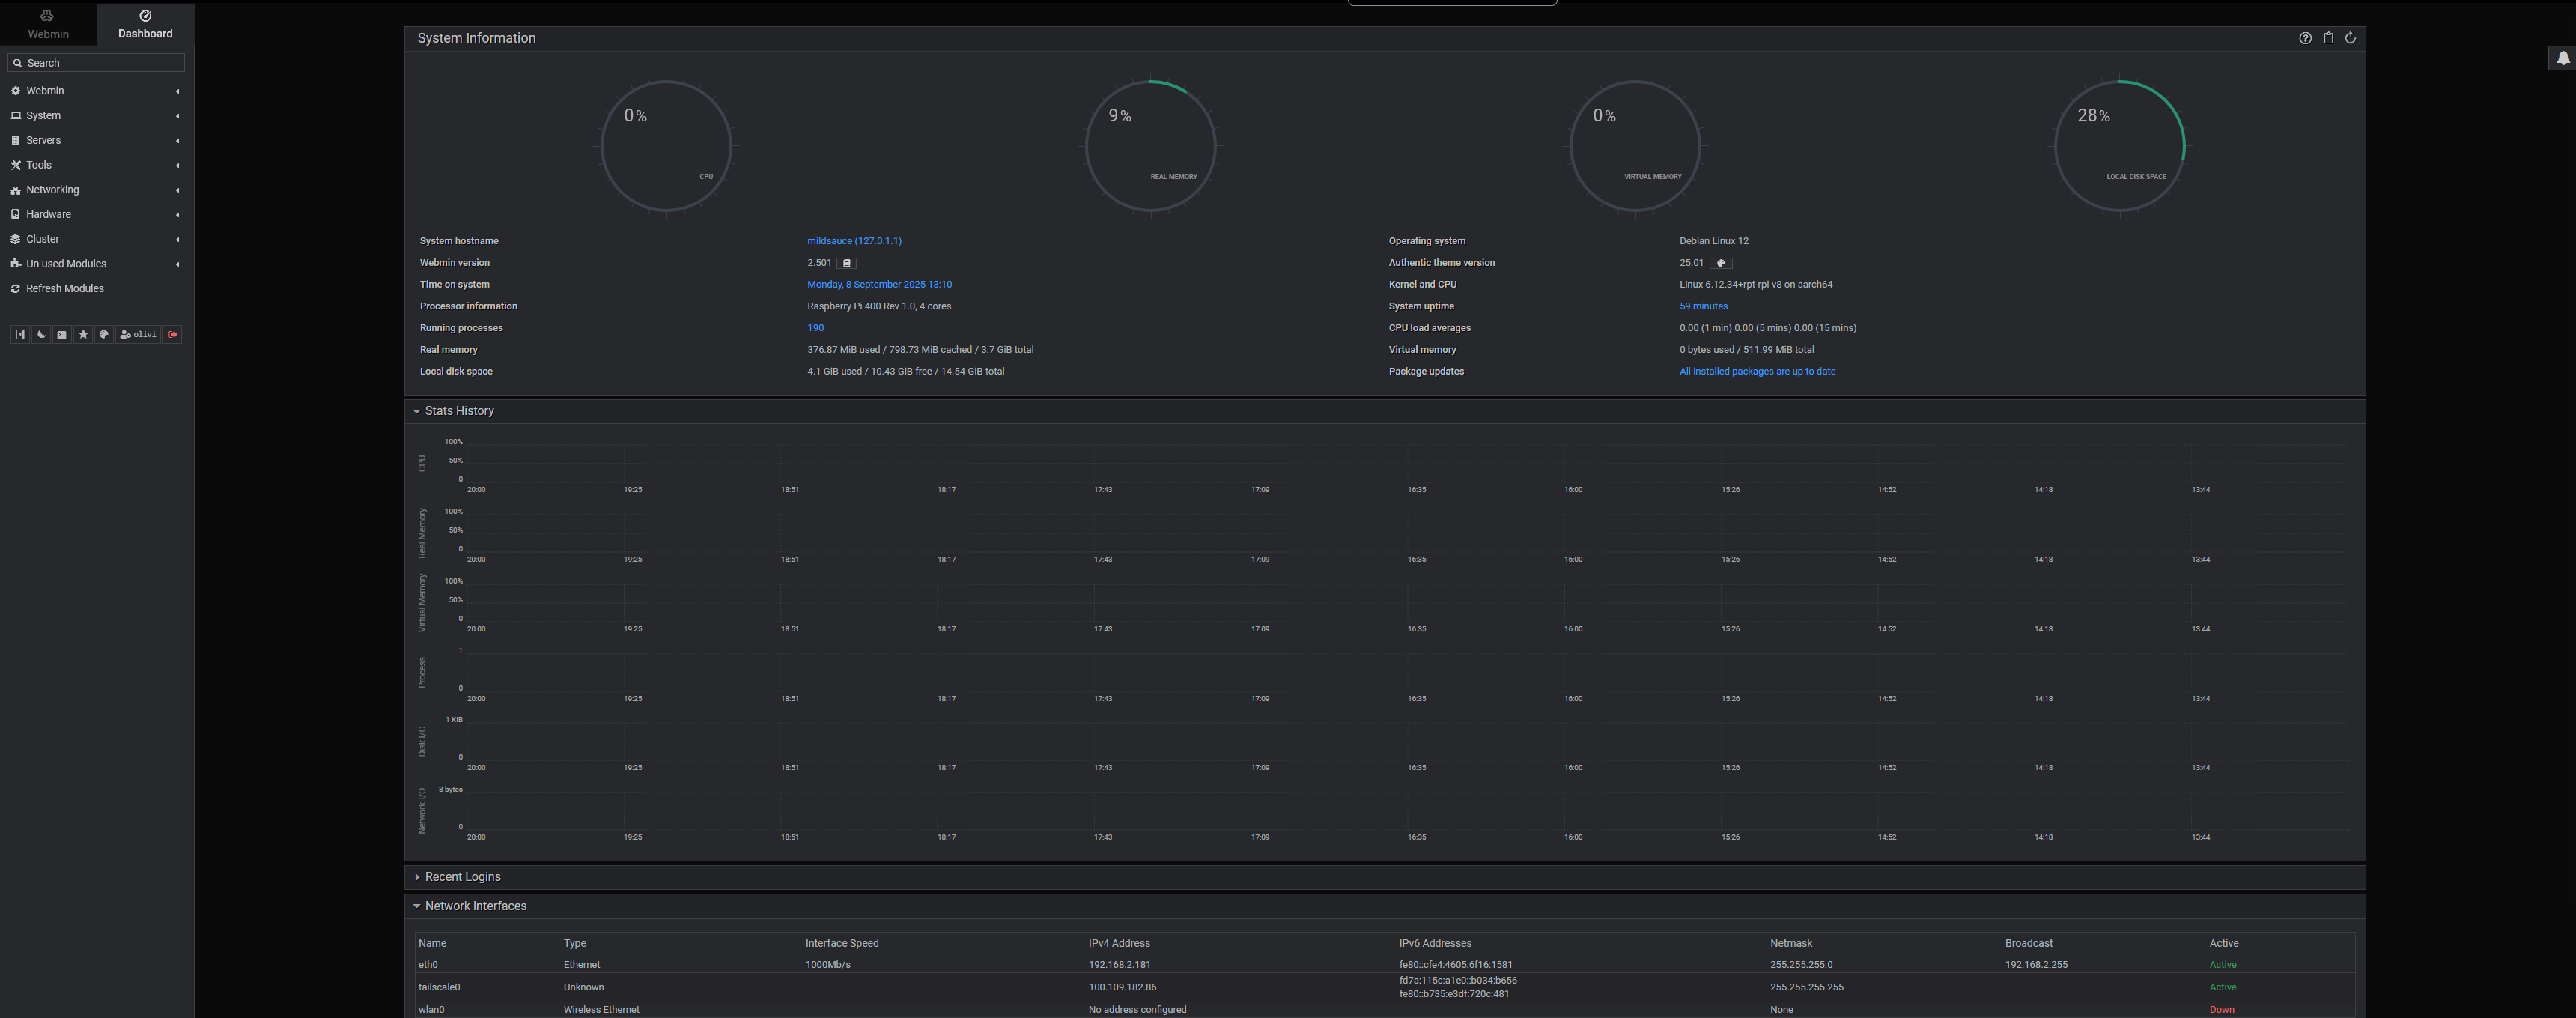 Webmin
Dashboard
Search
Webmin
System
Servers
Tools
Networking
Hardware
Cluster
Un-used Modules
Refresh Modules
olivi
System Information
0%
CPU
9%
REAL MEMORY
0%
VIRTUAL MEMORY
28%
LOCAL DISK SPACE
System hostname mildsauce (127.0.1.1) Operating system Debian Linux 12
Webmin version 2.501 Authentic theme version 25.01
Time on system Monday, 8 September 2025 13:10 Kernel and CPU Linux 6.12.34+rpt-rpi-v8 on aarch64
Processor information Raspberry Pi 400 Rev 1.0, 4 cores System uptime 59 minutes
Running processes 190 CPU load averages 0.00 (1 min) 0.00 (5 mins) 0.00 (15 mins)
Real memory 376.87 MiB used / 798.73 MiB cached / 3.7 GiB total Virtual memory 0 bytes used / 511.99 MiB total
Local disk space 4.1 GiB used / 10.43 GiB free / 14.54 GiB total Package updates All installed packages are up to date
Stats History
CPU
100%
50%
0
20:00 19:25 18:51 18:17 17:43 17:09 16:35 16:00 15:26 14:52 14:18 13:44
Real Memory
100%
50%
0
20:00 19:25 18:51 18:17 17:43 17:09 16:35 16:00 15:26 14:52 14:18 13:44
Virtual Memory
100%
50%
0
20:00 19:25 18:51 18:17 17:43 17:09 16:35 16:00 15:26 14:52 14:18 13:44
Process
1
0
20:00 19:25 18:51 18:17 17:43 17:09 16:35 16:00 15:26 14:52 14:18 13:44
Disk I/O
1 KiB
0
20:00 19:25 18:51 18:17 17:43 17:09 16:35 16:00 15:26 14:52 14:18 13:44
Network I/O
8 bytes
0
20:00 19:25 18:51 18:17 17:43 17:09 16:35 16:00 15:26 14:52 14:18 13:44
Recent Logins
Network Interfaces
Name Type Interface Speed IPv4 Address IPv6 Addresses Netmask Broadcast Active
eth0 Ethernet 1000Mb/s 192.168.2.181 fe80::cfe4:4605:6f16:1581 255.255.255.0 192.168.2.255 Active
tailscale0 Unknown 100.109.182.86 fd7a:115c:a1e0::b034:b656 255.255.255.255 Active
fe80::b735:e3df:720c:481
wlan0 Wireless Ethernet No address configured None Down